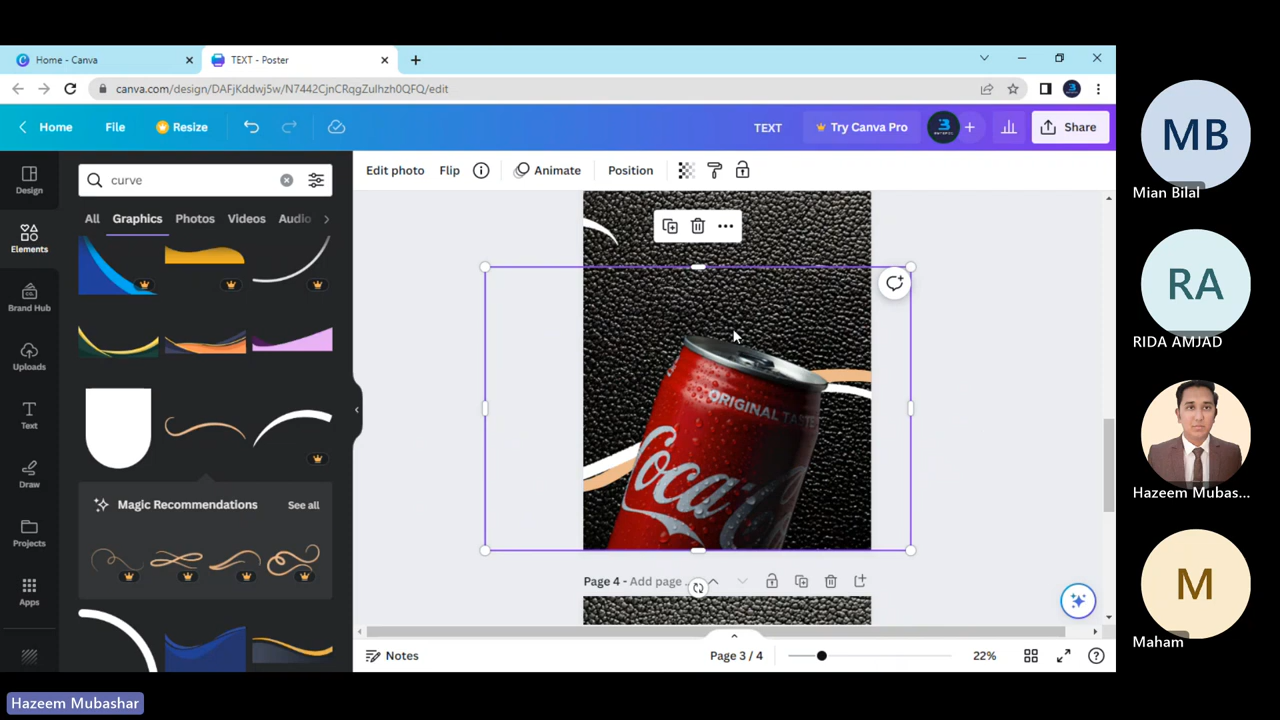 Home - Canva
TEXT - Poster
canva.com/design/DAFjKddwj5w/N7442CjnCRqgZulhzh0QFQ/edit
Home
File
Resize
TEXT
Try Canva Pro
Share
Design
Elements
Brand Hub
Uploads
Text
Draw
Projects
Apps
curve
All
Graphics
Photos
Videos
Audio
Magic Recommendations
See all
Edit photo
Flip
Animate
Position
ORIGINAL TASTE
Coca-C
Page 4 - Add page
Notes
Page 3 / 4
22%
MB
Mian Bilal
RA
RIDA AMJAD
Hazeem Mubas...
M
Maham
Hazeem Mubashar